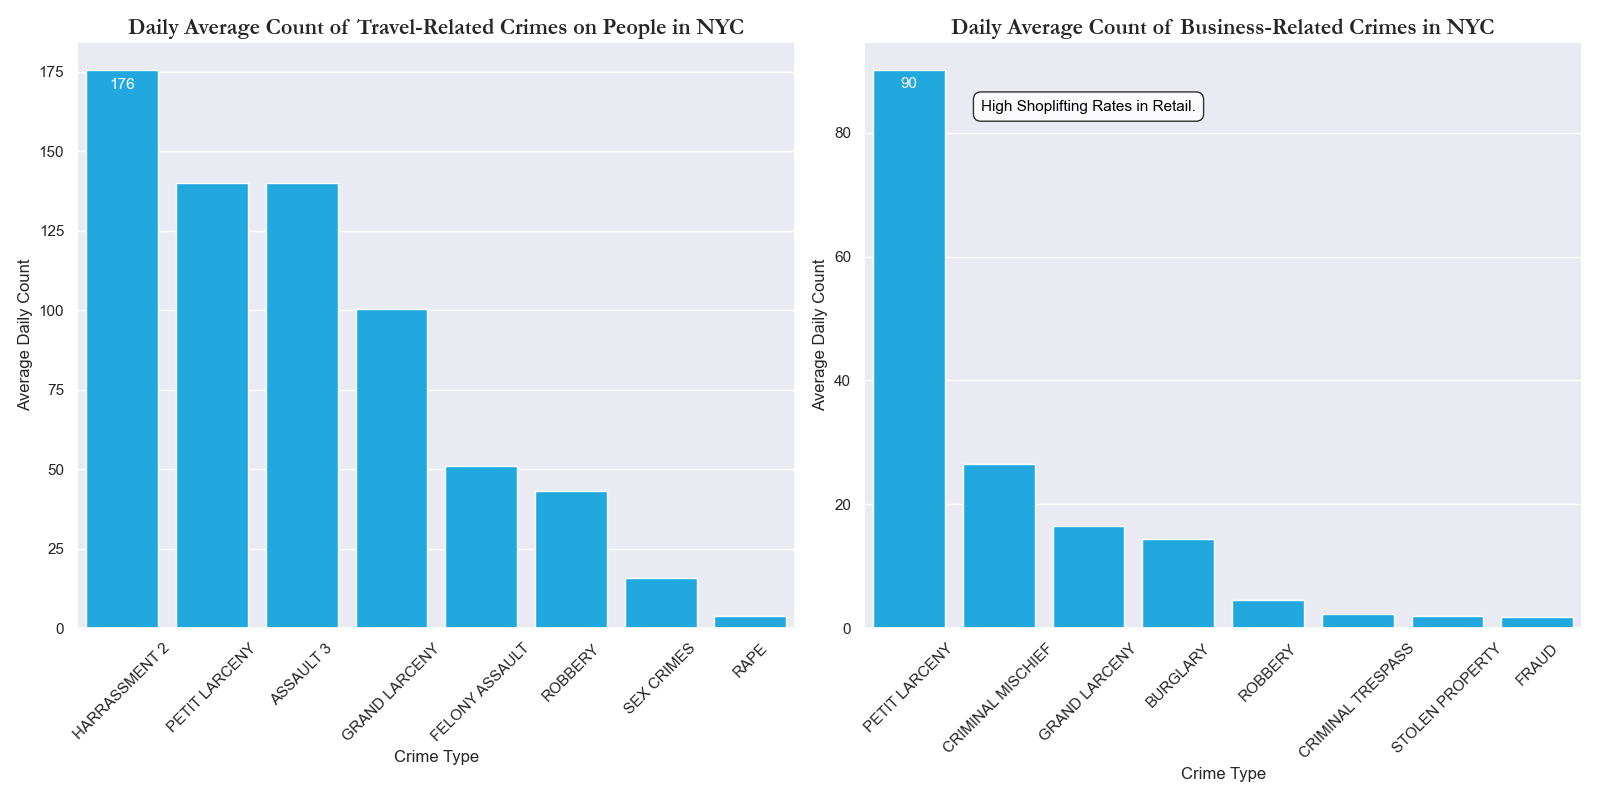 Daily Average Count of Travel-Related Crimes on People in NYC
175
150
125
100
75
50
25
0
Average Daily Count
176
HARRASSMENT 2
PETIT LARCENY
ASSAULT 3
GRAND LARCENY
FELONY ASSAULT
ROBBERY
SEX CRIMES
RAPE
Crime Type
Daily Average Count of Business-Related Crimes in NYC
80
60
40
20
0
Average Daily Count
90
High Shoplifting Rates in Retail.
PETIT LARCENY
CRIMINAL MISCHIEF
GRAND LARCENY
BURGLARY
ROBBERY
CRIMINAL TRESPASS
STOLEN PROPERTY
FRAUD
Crime Type